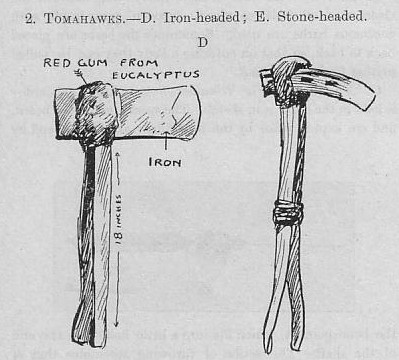 2. TOMAHAWKS.—D. Iron-headed; E. Stone-headed.
D
RED GUM FROM
EUCALYPTUS
IRON
18 INCHES